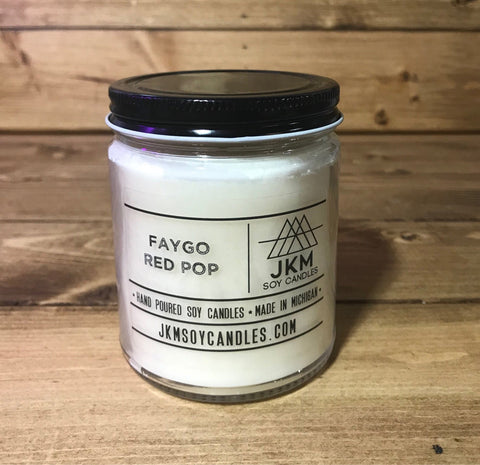 FAYGO
RED POP
JKM
SOY CANDLES
• HAND POURED SOY CANDLES • MADE IN MICHIGAN •
JKMSOYCANDLES.COM